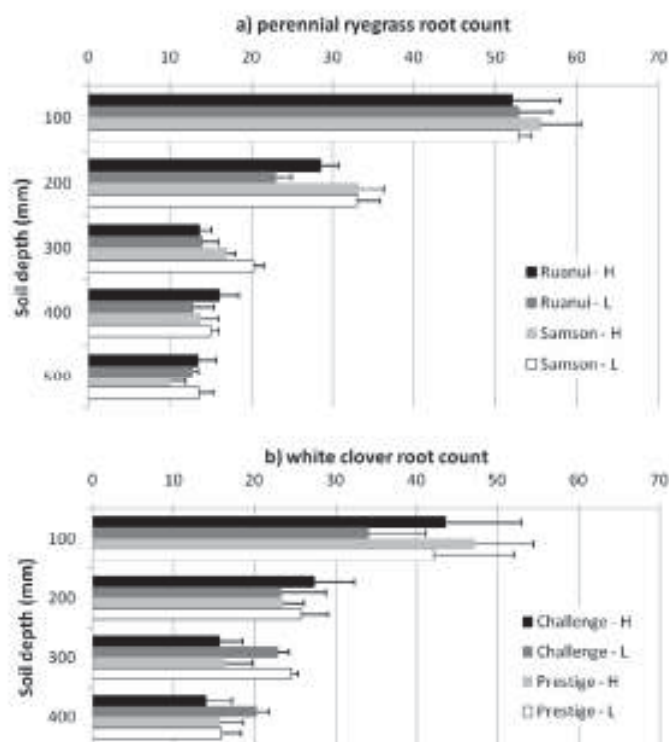 a) perennial ryegrass root count
0 10 20 30 40 50 60 70
Soil depth (mm)
100
200
300
400
500
Ruanui - H
Ruanui - L
Samson - H
Samson - L
b) white clover root count
0 10 20 30 40 50 60 70
Soil depth (mm)
100
200
300
400
Challenge - H
Challenge - L
Prestige - H
Prestige - L